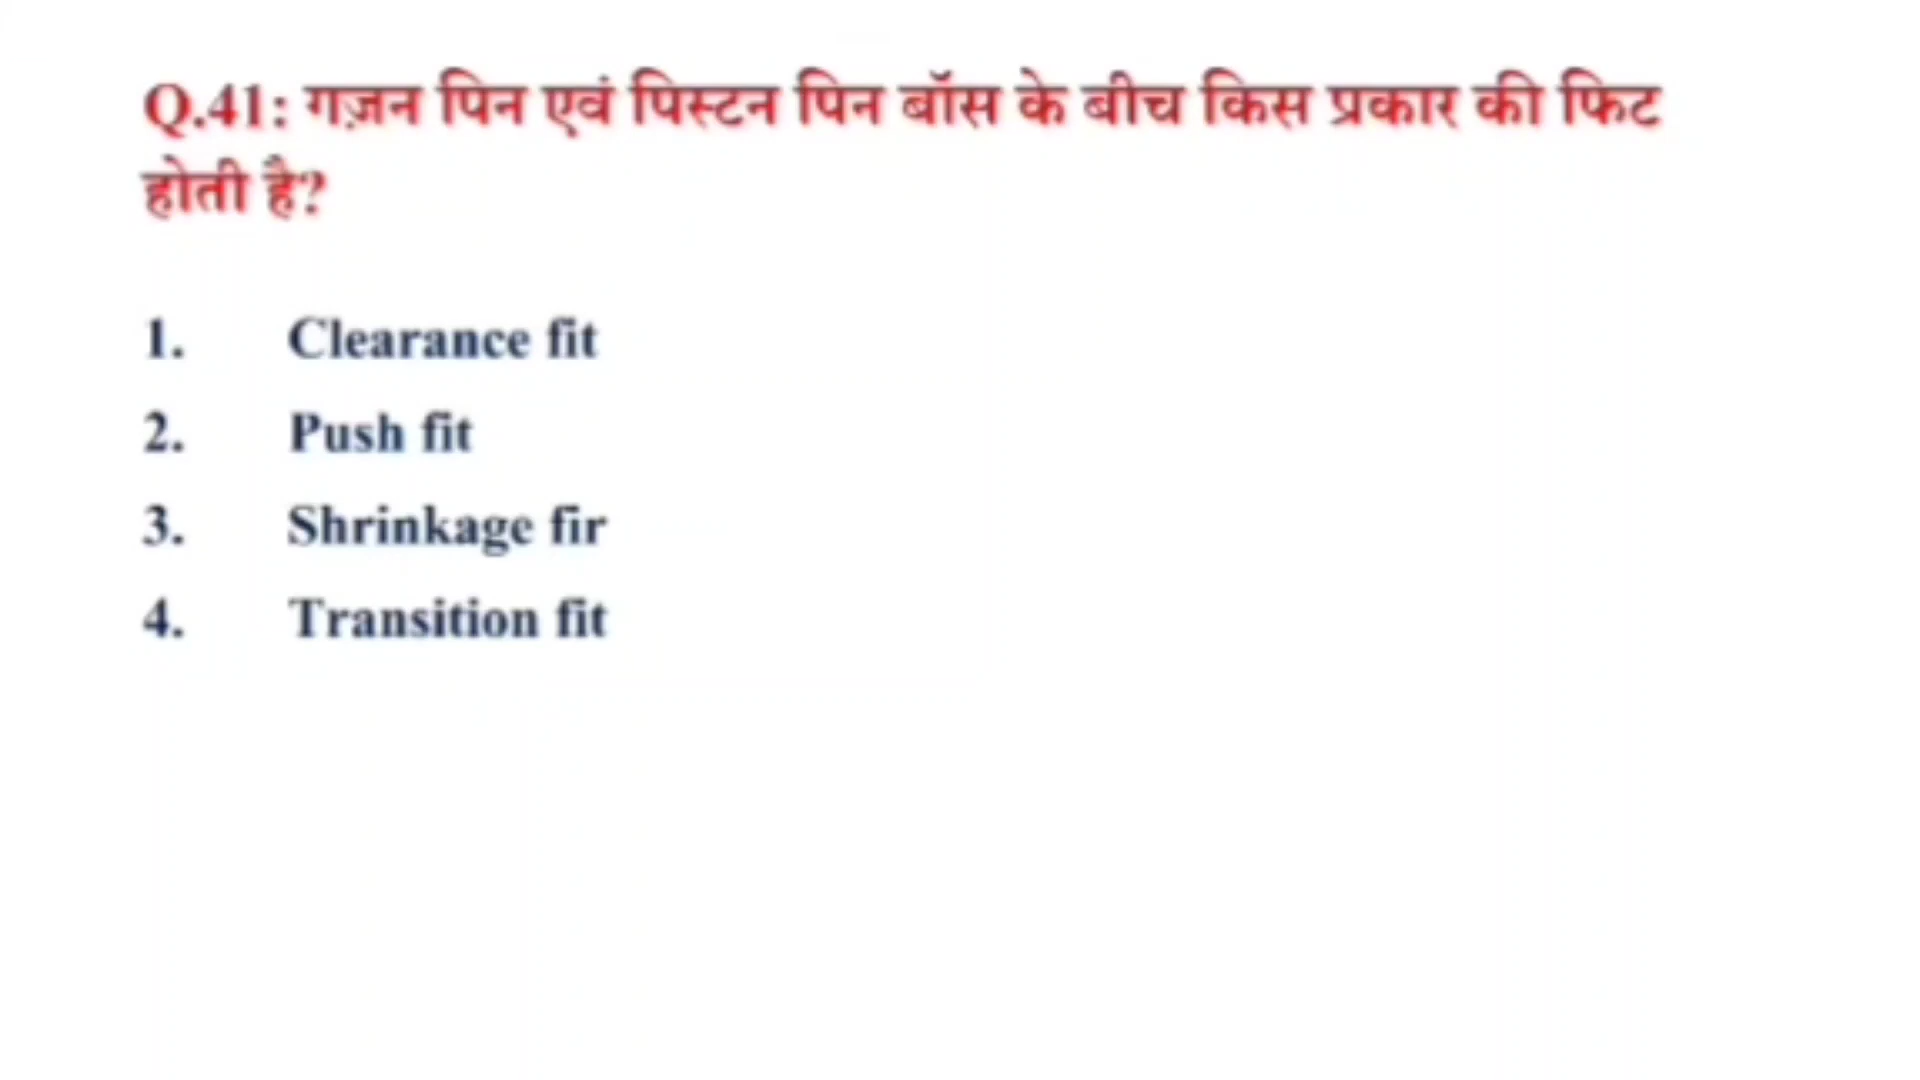 Q.41: गज़न पिन एवं पिस्टन पिन बॉस के बीच किस प्रकार की फिट
होती है?
1. Clearance fit
2. Push fit
3. Shrinkage fir
4. Transition fit